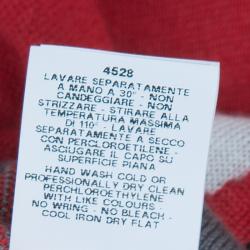 4528
LAVARE SEPARATAMENTE
A MANO A 30° - NON
CANDEGGIARE - NON
STRIZZARE - STIRARE ALLA
TEMPERATURA MASSIMA
DI 110° - LAVARE
SEPARATAMENTE A SECCO
CON PERCLOROETILENE -
ASCIUGARE IL CAPO SU
SUPERFICIE PIANA
HAND WASH COLD OR
PROFESSIONALLY DRY CLEAN
PERCHLOROETHYLENE
WITH LIKE COLOURS -
NO WRING - NO BLEACH -
COOL IRON DRY FLAT